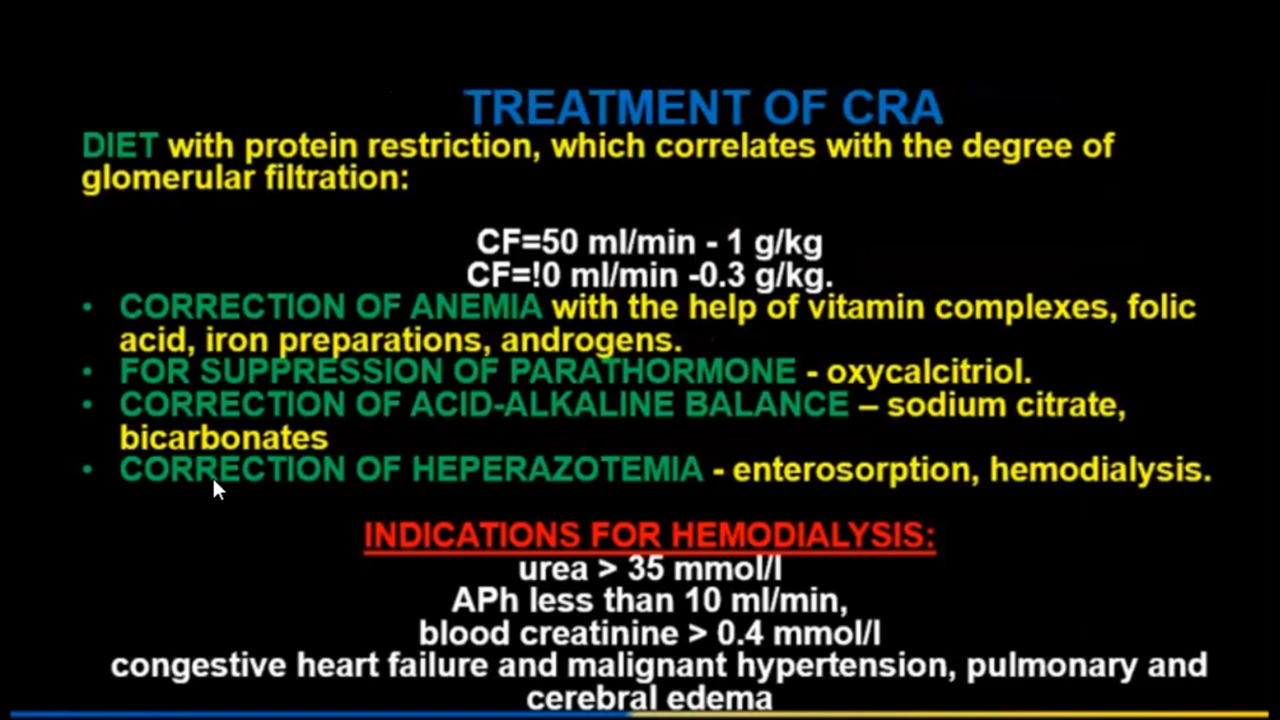 TREATMENT OF CRA
DIET with protein restriction, which correlates with the degree of
glomerular filtration:
CF=50 ml/min - 1 g/kg
CF=!0 ml/min -0.3 g/kg.
• CORRECTION OF ANEMIA with the help of vitamin complexes, folic
acid, iron preparations, androgens.
• FOR SUPPRESSION OF PARATHORMONE - oxycalcitriol.
• CORRECTION OF ACID-ALKALINE BALANCE – sodium citrate,
bicarbonates
• CORRECTION OF HEPERAZOTEMIA - enterosorption, hemodialysis.
INDICATIONS FOR HEMODIALYSIS:
urea > 35 mmol/l
APh less than 10 ml/min,
blood creatinine > 0.4 mmol/l
congestive heart failure and malignant hypertension, pulmonary and
cerebral edema